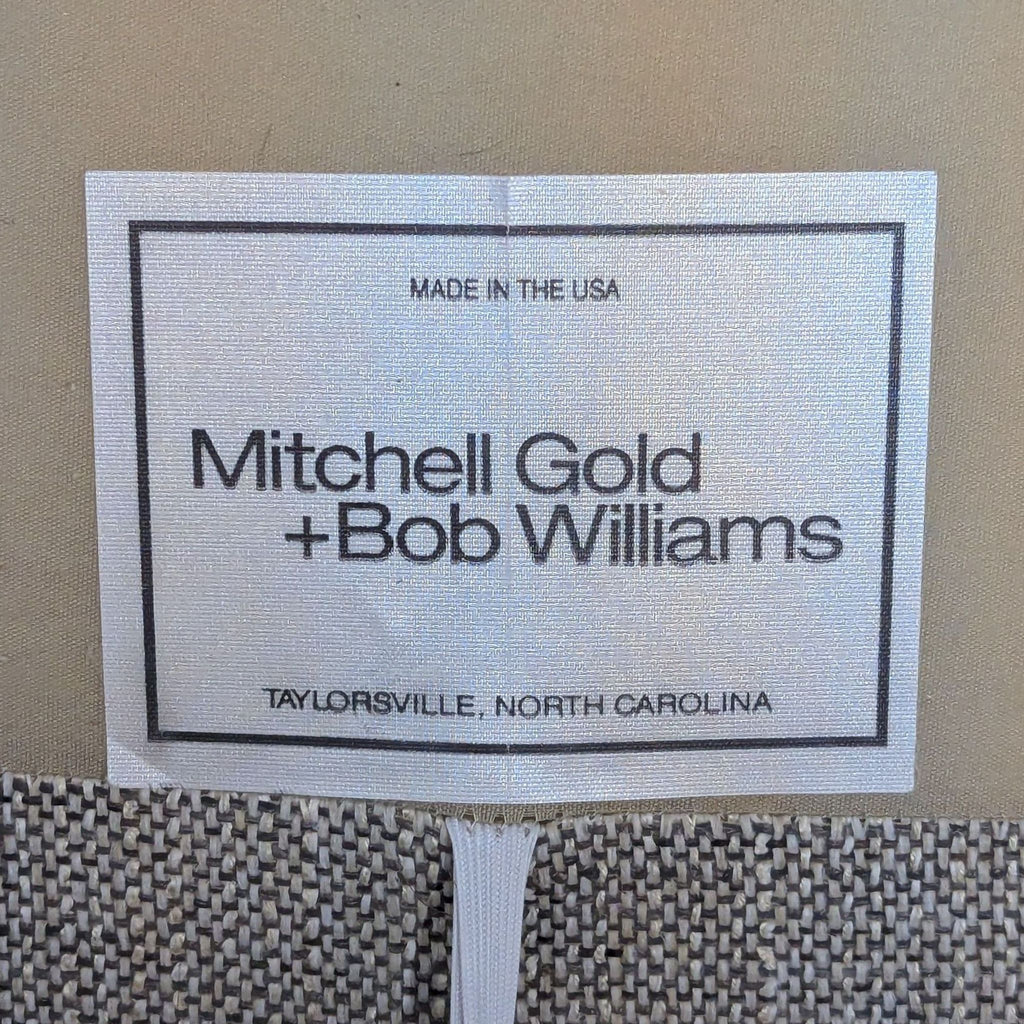 MADE IN THE USA
Mitchell Gold
+Bob Williams
TAYLORSVILLE, NORTH CAROLINA